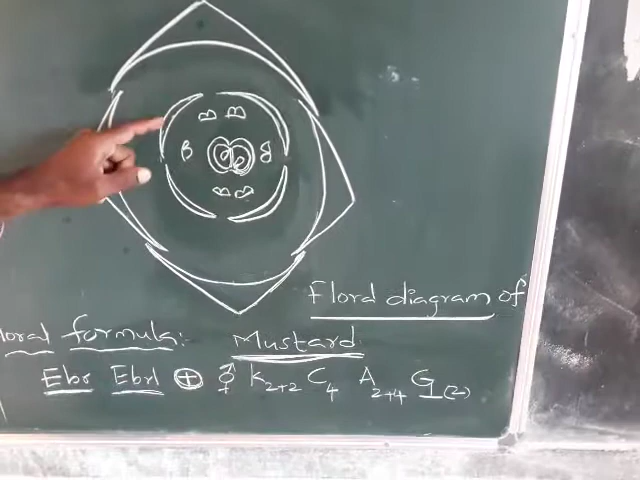 Floral diagram of
loral formula:
Mustard
Ebr Ebrl ⊕ ⚥ K2+2 C4 A2+4 G(2)